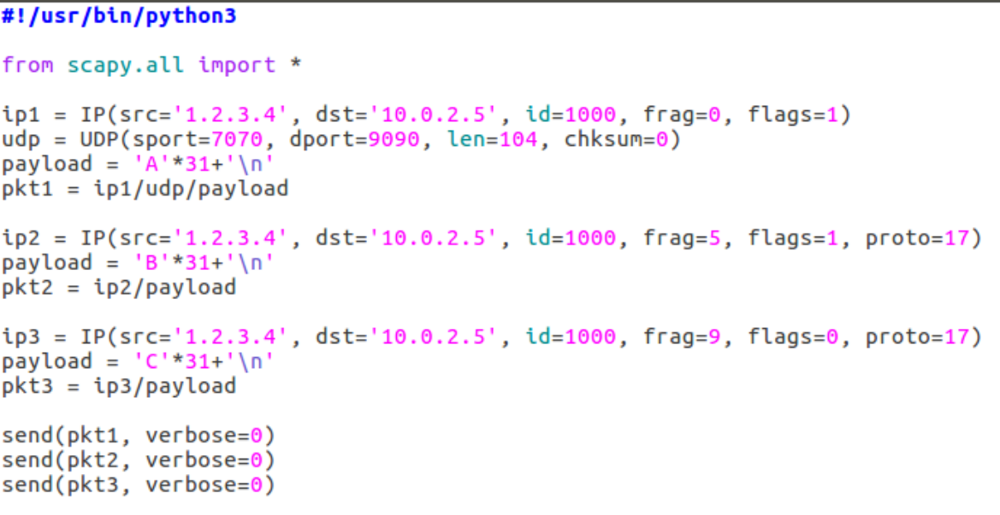 #!/usr/bin/python3
from scapy.all import *
ip1 = IP(src='1.2.3.4', dst='10.0.2.5', id=1000, frag=0, flags=1)
udp = UDP(sport=7070, dport=9090, len=104, chksum=0)
payload = 'A'*31+'\n'
pkt1 = ip1/udp/payload
ip2 = IP(src='1.2.3.4', dst='10.0.2.5', id=1000, frag=5, flags=1, proto=17)
payload = 'B'*31+'\n'
pkt2 = ip2/payload
ip3 = IP(src='1.2.3.4', dst='10.0.2.5', id=1000, frag=9, flags=0, proto=17)
payload = 'C'*31+'\n'
pkt3 = ip3/payload
send(pkt1, verbose=0)
send(pkt2, verbose=0)
send(pkt3, verbose=0)